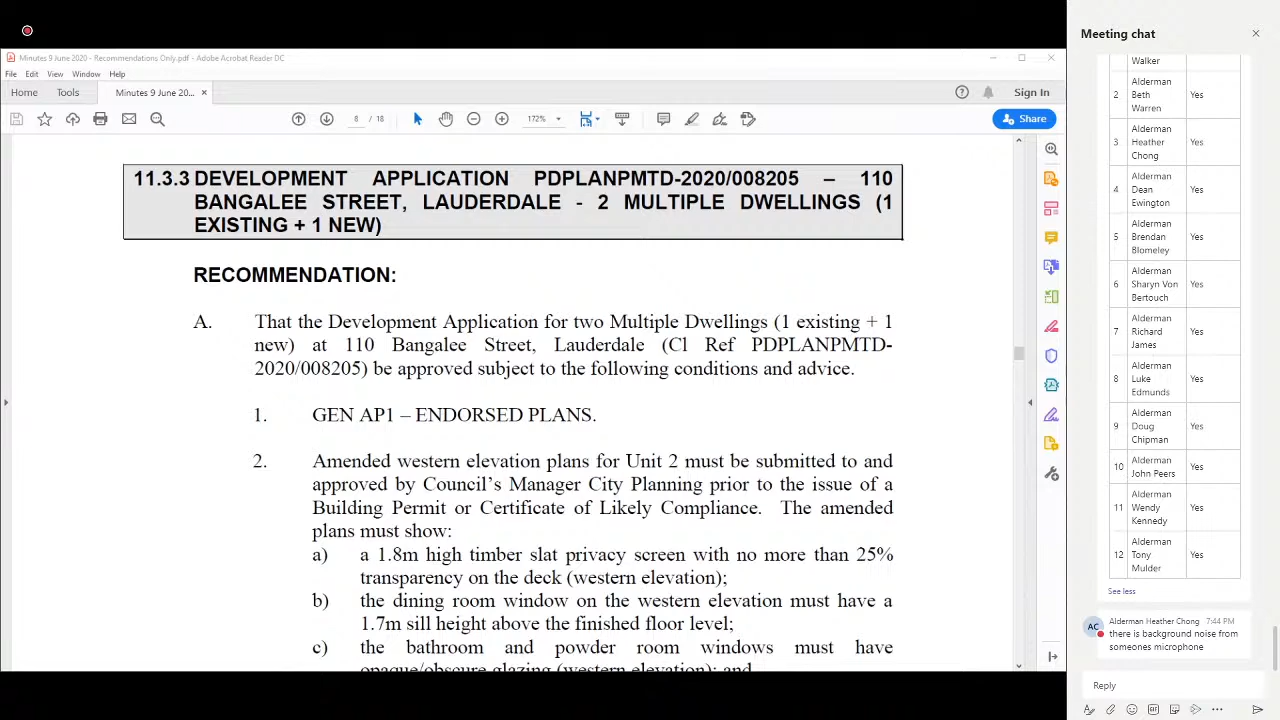 Minutes 9 June 2020 - Recommendations Only.pdf - Adobe Acrobat Reader DC
File Edit View Window Help
Home Tools Minutes 9 June 20... × Sign In
8 / 18 172% Share
11.3.3 DEVELOPMENT APPLICATION PDPLANPMTD-2020/008205 – 110
BANGALEE STREET, LAUDERDALE - 2 MULTIPLE DWELLINGS (1
EXISTING + 1 NEW)
RECOMMENDATION:
A. That the Development Application for two Multiple Dwellings (1 existing + 1
new) at 110 Bangalee Street, Lauderdale (Cl Ref PDPLANPMTD-
2020/008205) be approved subject to the following conditions and advice.
1. GEN AP1 – ENDORSED PLANS.
2. Amended western elevation plans for Unit 2 must be submitted to and
approved by Council's Manager City Planning prior to the issue of a
Building Permit or Certificate of Likely Compliance. The amended
plans must show:
a) a 1.8m high timber slat privacy screen with no more than 25%
transparency on the deck (western elevation);
b) the dining room window on the western elevation must have a
1.7m sill height above the finished floor level;
c) the bathroom and powder room windows must have
opaque/obscure glazing (western elevation); and
Meeting chat
Walker
2 Alderman Beth Warren Yes
3 Alderman Heather Chong Yes
4 Alderman Dean Ewington Yes
5 Alderman Brendan Blomeley Yes
6 Alderman Sharyn Von Bertouch Yes
7 Alderman Richard James Yes
8 Alderman Luke Edmunds Yes
9 Alderman Doug Chipman Yes
10 Alderman John Peers Yes
11 Alderman Wendy Kennedy Yes
12 Alderman Tony Mulder Yes
See less
AC Alderman Heather Chong 7:44 PM
there is background noise from
someones microphone
Reply